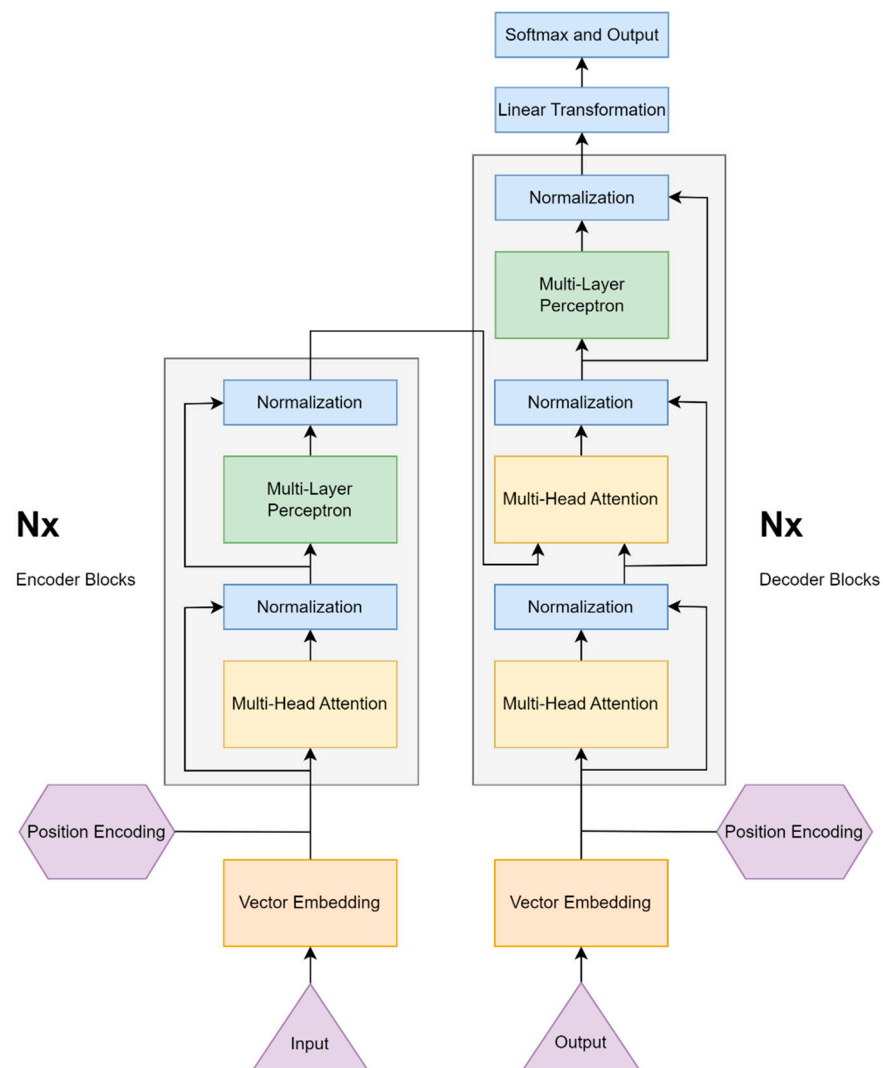 Softmax and Output
Linear Transformation
Normalization
Multi-Layer
Perceptron
Normalization
Multi-Head Attention
Normalization
Multi-Head Attention
Nx
Decoder Blocks
Position Encoding
Vector Embedding
Output
Normalization
Multi-Layer
Perceptron
Normalization
Multi-Head Attention
Nx
Encoder Blocks
Position Encoding
Vector Embedding
Input